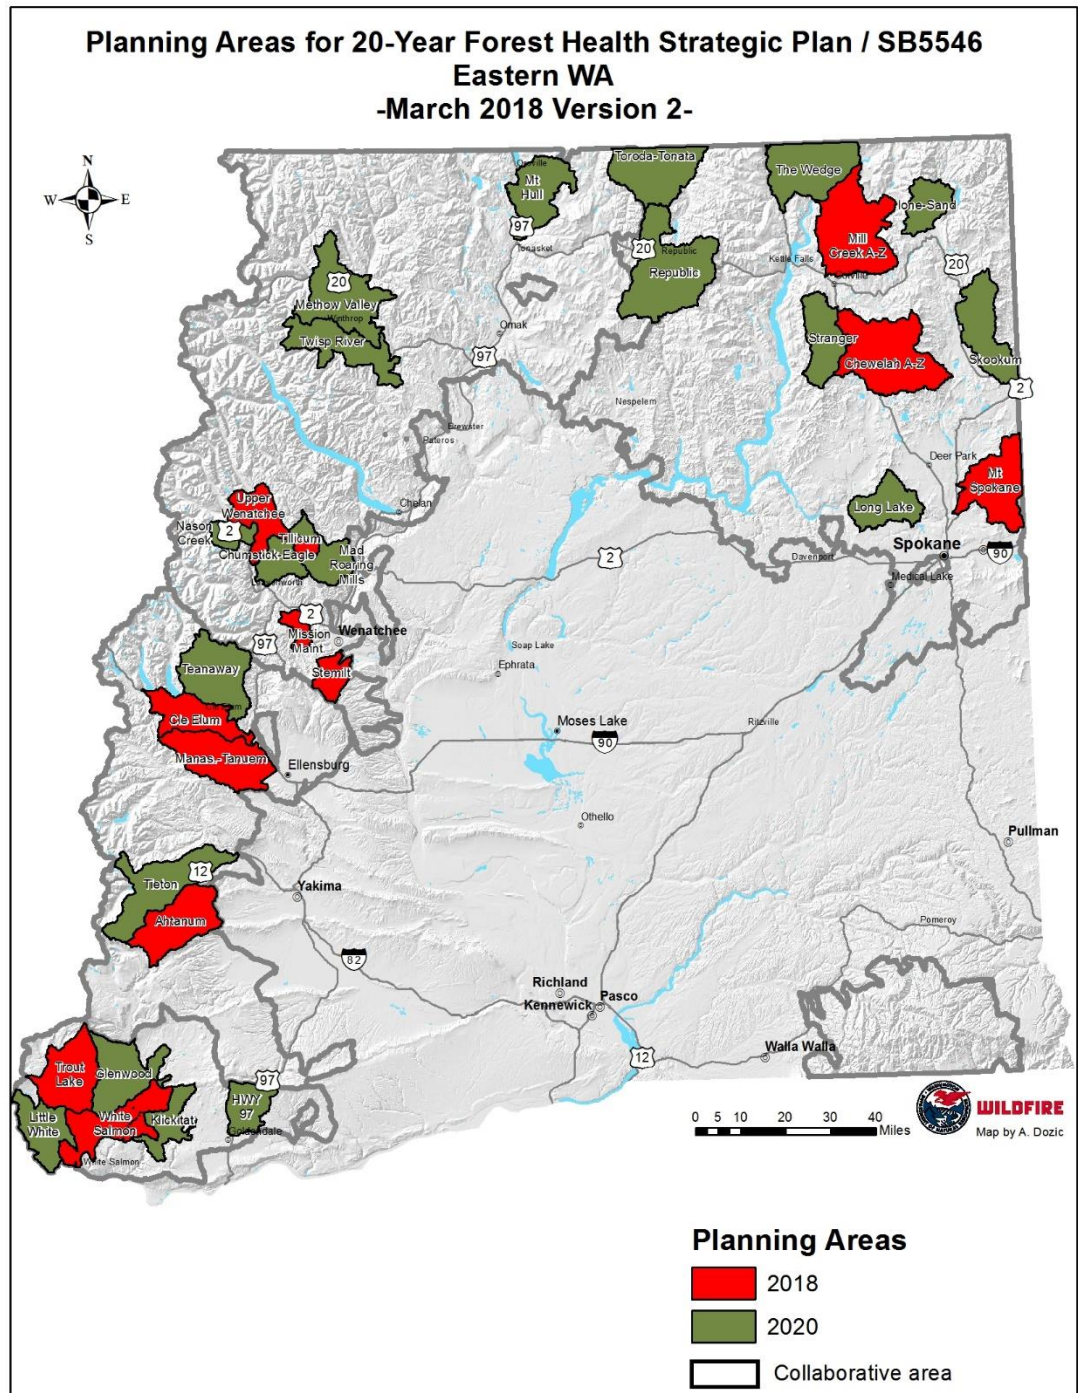 Planning Areas for 20-Year Forest Health Strategic Plan / SB5546
Eastern WA
-March 2018 Version 2-
N
W
E
S
Oroville
Mt
Hull
97
Tonasket
Toroda-Tonata
20
Republic
Republic
The Wedge
Mill
Creek A-Z
Kettle Falls
Ione-Sand
20
20
Methow Valley
Winthrop
Twisp River
Omak
97
Stranger
Chewelah A-Z
Skookum
2
Nespelem
Brewster
Pateros
Chelan
Deer Park
Mt
Spokane
Long Lake
Upper
Wenatchee
Nason
Creek
2
Tillicum
Chumstick-Eagle
Mad
Roaring
Mills
2
Davenport
Spokane
90
Medical Lake
2
Mission
Maint.
Wenatchee
97
Stemilt
Soap Lake
Ephrata
Teanaway
Cle Elum
Manas.-Tanuem
Ellensburg
Moses Lake
90
Ritzville
Othello
Pullman
Tieton
12
Ahtanum
Yakima
Pomeroy
82
Richland
Kennewick
Pasco
12
Walla Walla
Trout
Lake
Glenwood
97
HWY
97
Little
White
White
Salmon
Klickitat
Goldendale
White Salmon
0 5 10 20 30 40
Miles
WILDFIRE
Map by A. Dozic
Planning Areas
2018
2020
Collaborative area